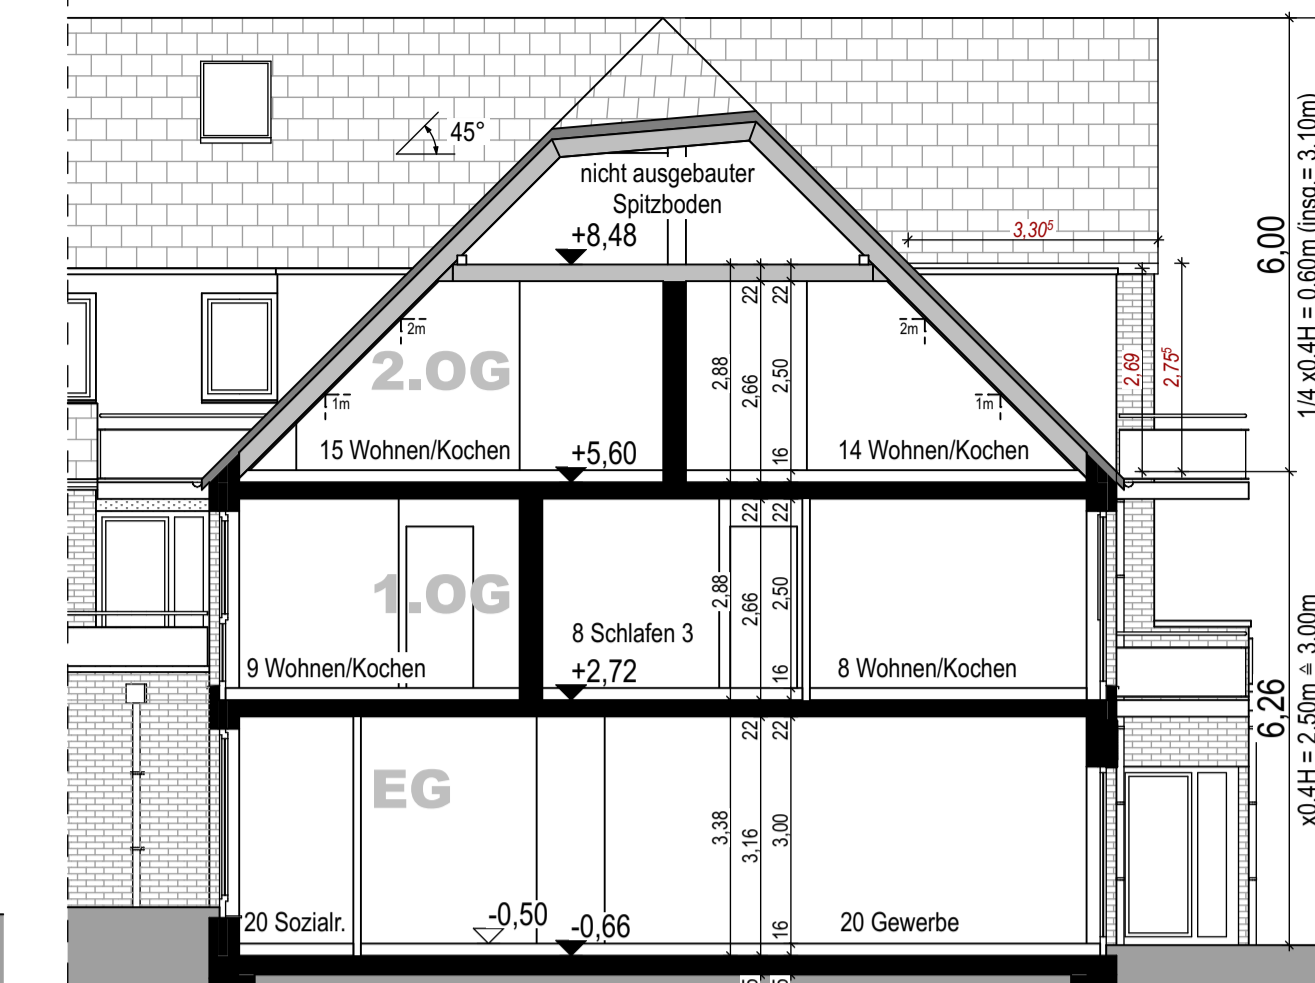 45°
nicht ausgebauter
Spitzboden
+8,48
3,30⁵
6,00
1/4 x0,4H = 0,60m (insg.= 3,10m)
22
22
2m
2m
2.OG
2,88
2,66
2,50
2,69
2,75⁵
1m
1m
15 Wohnen/Kochen
+5,60
16
14 Wohnen/Kochen
22
22
1.OG
2,88
2,66
2,50
8 Schlafen 3
9 Wohnen/Kochen
+2,72
16
8 Wohnen/Kochen
6,26
x0,4H = 2,50m ≙ 3,00m
22
22
EG
3,38
3,16
3,00
20 Sozialr.
-0,50
-0,66
16
20 Gewerbe